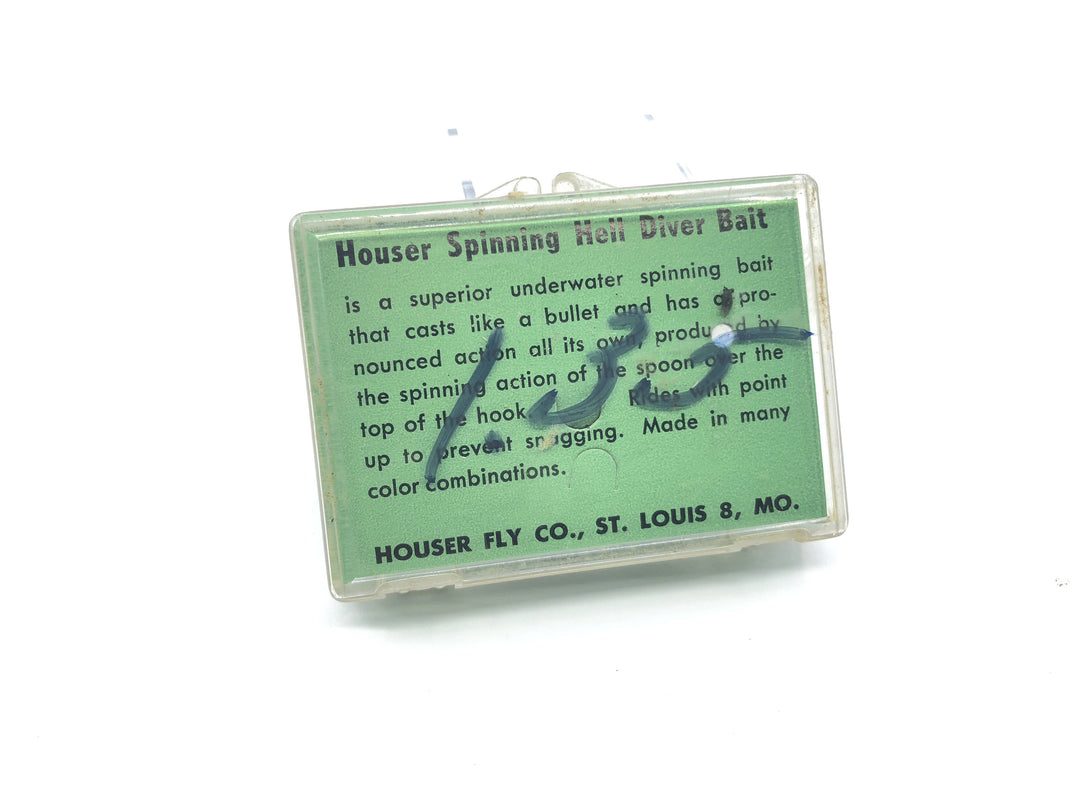 Houser Spinning Hell Diver Bait
is a superior underwater spinning bait
that casts like a bullet and has a pro-
nounced action all its own, produced by
the spinning action of the spoon over the
top of the hook. Rides with point
up to prevent snagging. Made in many
color combinations.
HOUSER FLY CO., ST. LOUIS 8, MO.
1.35